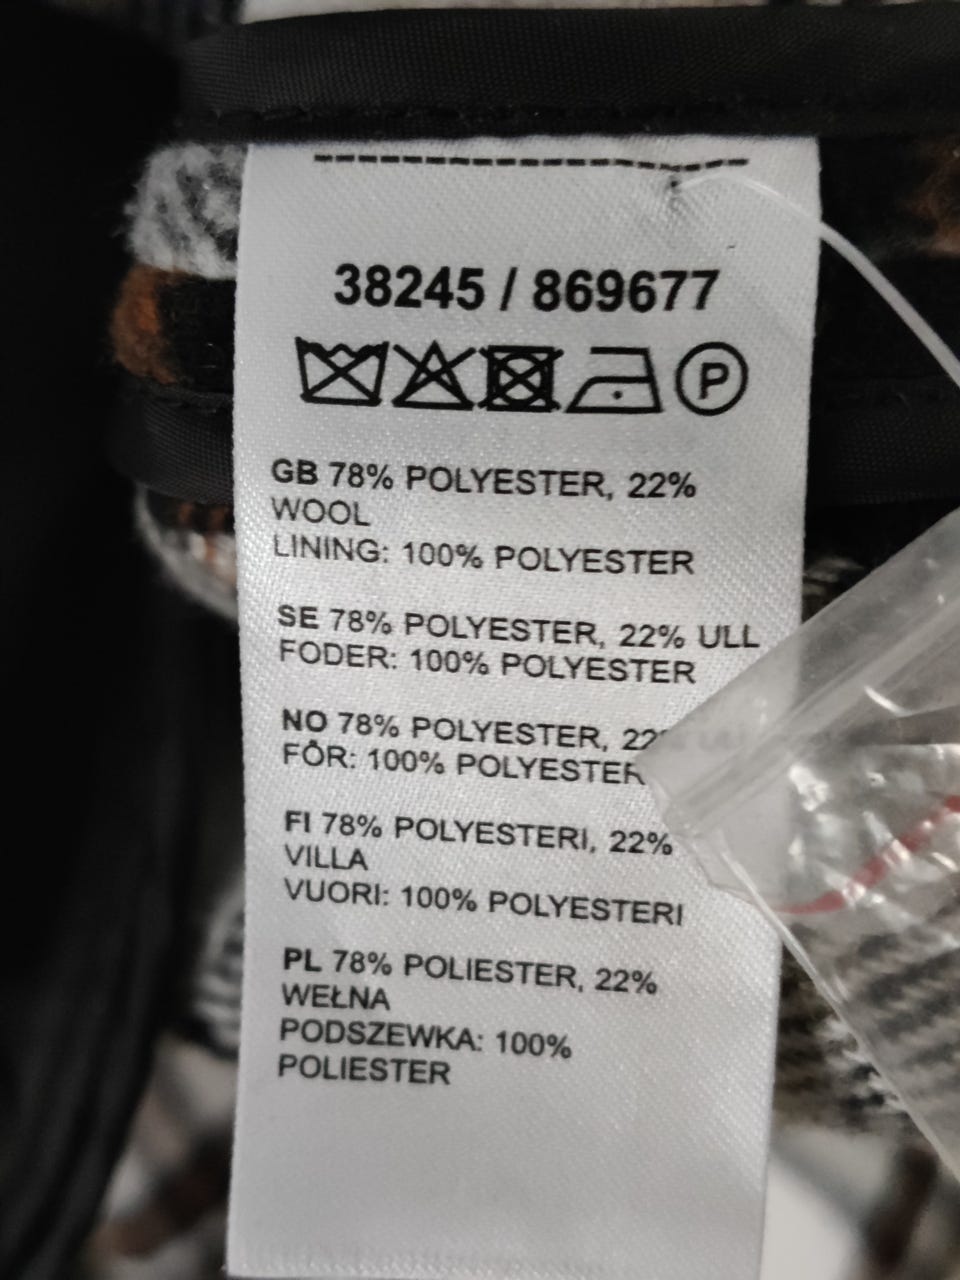 38245 / 869677
P
GB 78% POLYESTER, 22%
WOOL
LINING: 100% POLYESTER
SE 78% POLYESTER, 22% ULL
FODER: 100% POLYESTER
NO 78% POLYESTER,
FÔR: 100% POLYESTER
FI 78% POLYESTERI, 22%
VILLA
VUORI: 100% POLYESTERI
PL 78% POLIESTER, 22%
WEŁNA
PODSZEWKA: 100%
POLIESTER